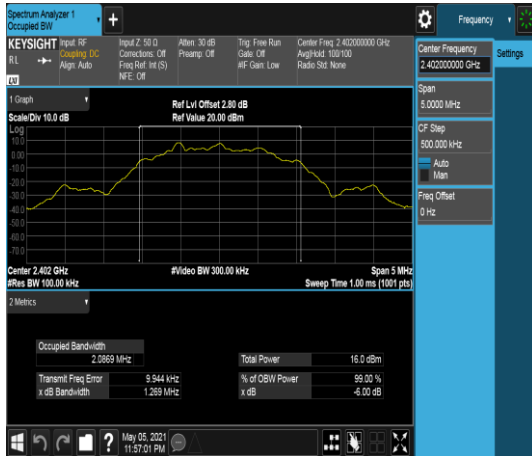 Spectrum Analyzer 1
Occupied BW
+
Frequency
KEYSIGHT
RL
LXI
Input: RF
Coupling: DC
Align: Auto
Input Z: 50 Ω
Corrections: Off
Freq Ref: Int (S)
NFE: Off
Atten: 30 dB
Preamp: Off
Trig: Free Run
Gate: Off
#IF Gain: Low
Center Freq: 2.402000000 GHz
Avg|Hold: 100/100
Radio Std: None
Center Frequency
2.402000000 GHz
Settings
Span
5.0000 MHz
CF Step
500.000 kHz
Auto
Man
Freq Offset
0 Hz
1 Graph
Scale/Div 10.0 dB
Ref Lvl Offset 2.80 dB
Ref Value 20.00 dBm
Log
10.0
0.00
-10.0
-20.0
-30.0
-40.0
-50.0
-60.0
-70.0
Center 2.402 GHz
#Res BW 100.00 kHz
#Video BW 300.00 kHz
Span 5 MHz
Sweep Time 1.00 ms (1001 pts)
2 Metrics
Occupied Bandwidth
2.0869 MHz
Total Power 16.0 dBm
Transmit Freq Error 9.944 kHz
% of OBW Power 99.00 %
x dB Bandwidth 1.269 MHz
x dB -6.00 dB
?
May 05, 2021
11:57:01 PM